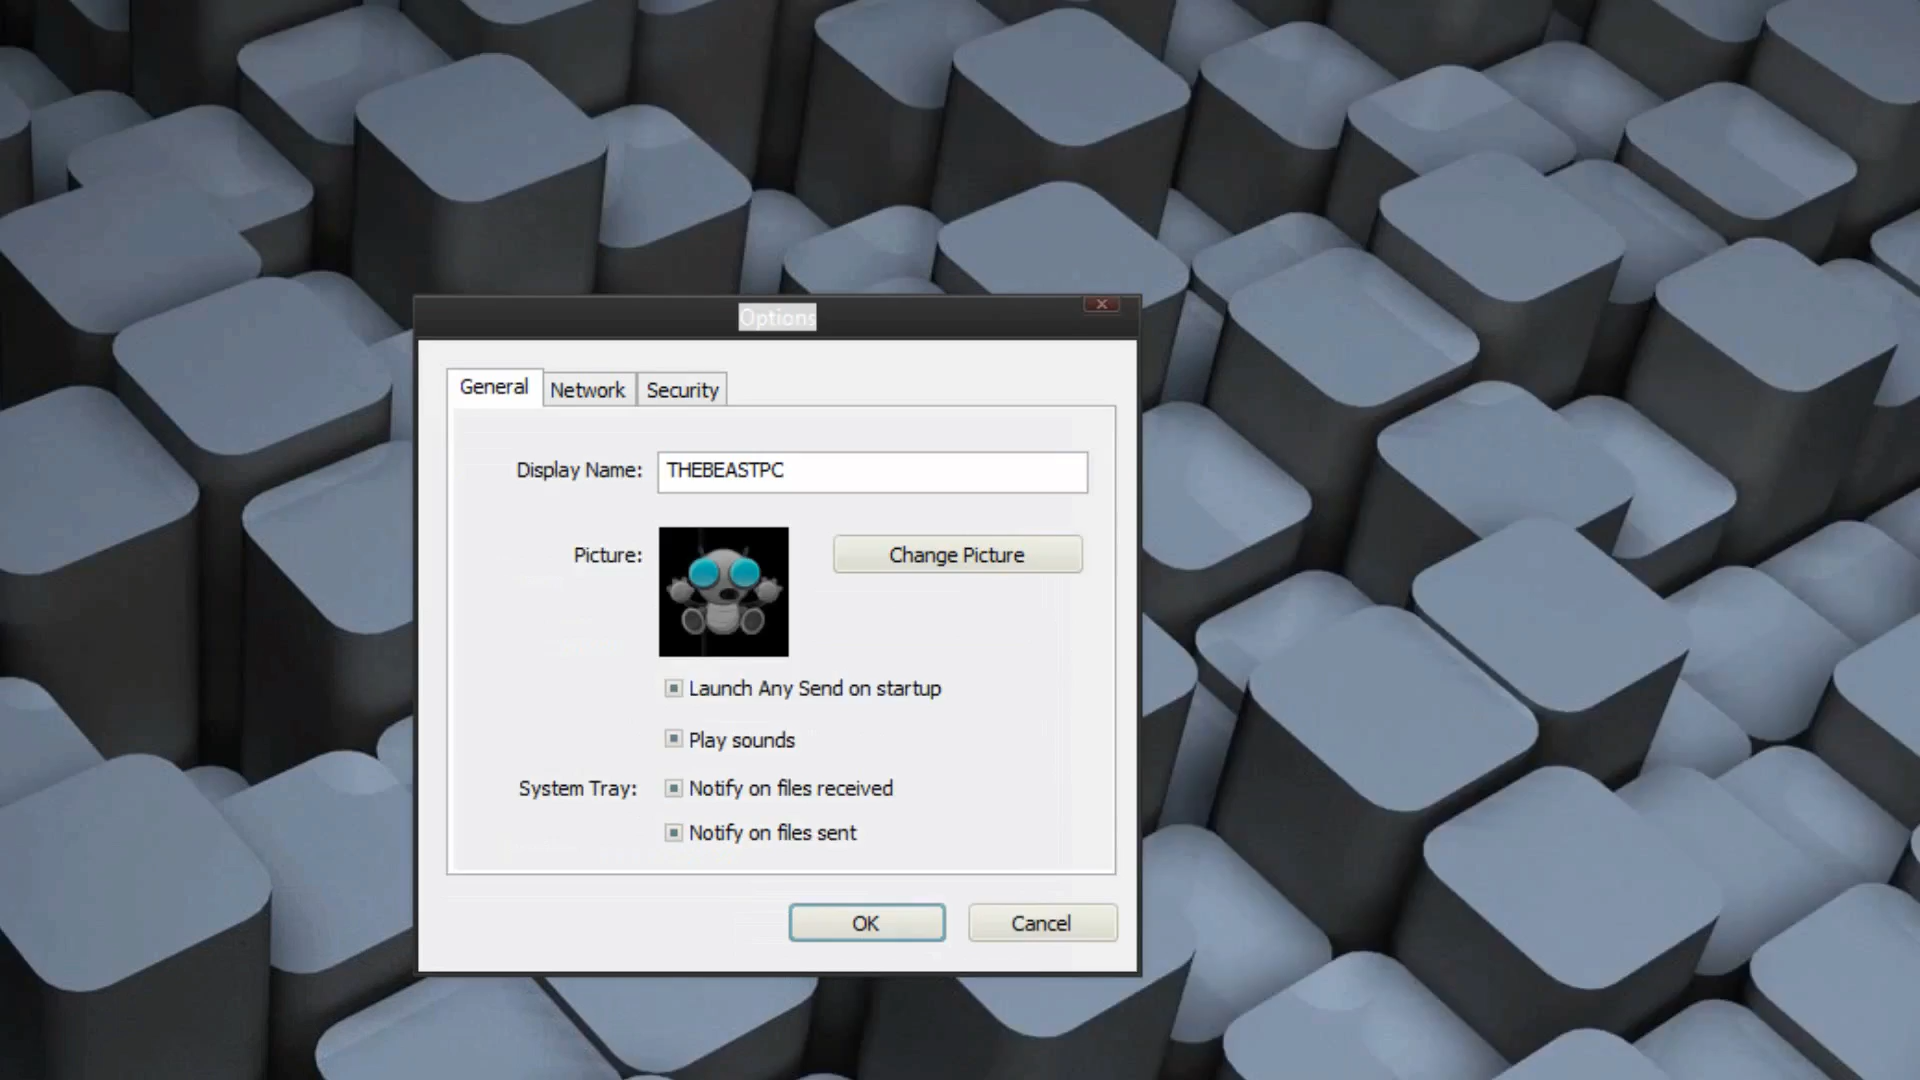 Options
General Network Security
Display Name: THEBEASTPC
Picture: Change Picture
Launch Any Send on startup
Play sounds
System Tray: Notify on files received
Notify on files sent
OK Cancel